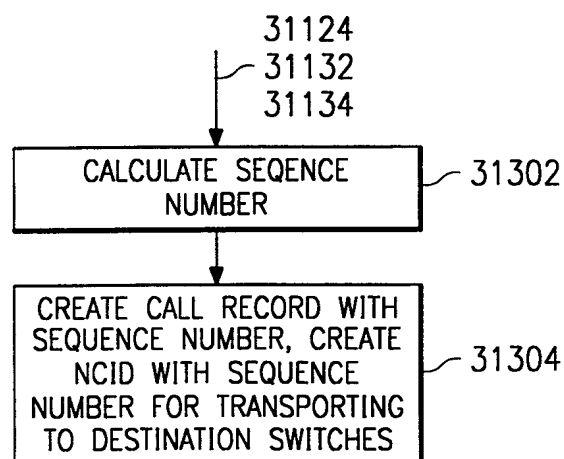 31124
31132
31134
CALCULATE SEQENCE
NUMBER
31302
CREATE CALL RECORD WITH
SEQUENCE NUMBER, CREATE
NCID WITH SEQUENCE
NUMBER FOR TRANSPORTING
TO DESTINATION SWITCHES
31304